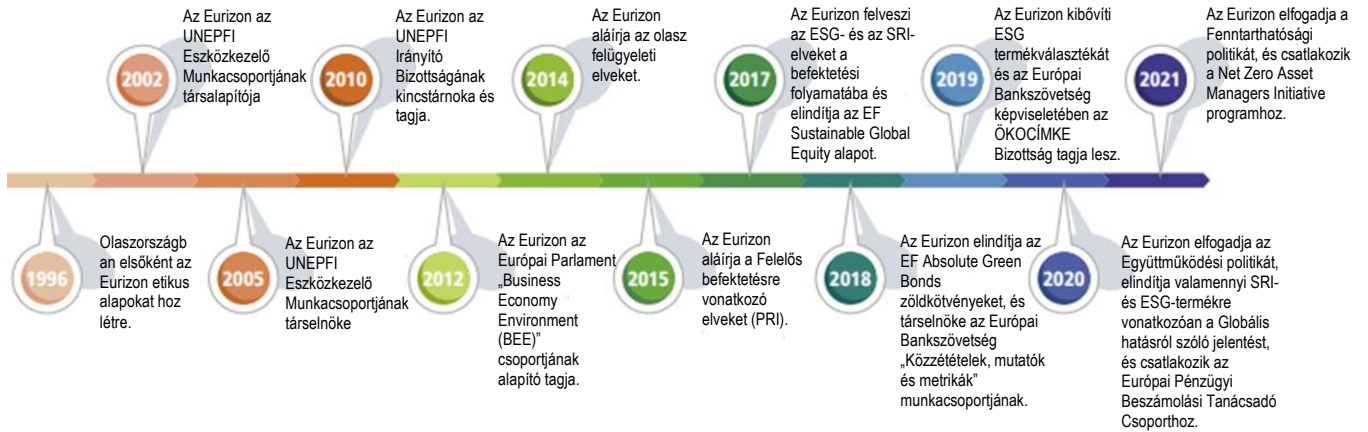 2002
Az Eurizon az
UNEPFI
Eszközkezelő
Munkacsoportjának
társalapítója
2010
Az Eurizon az
UNEPFI
Irányító
Bizottságának
kincstárnoka és
tagja.
2014
Az Eurizon
aláírja az olasz
felügyeleti
elveket.
2017
Az Eurizon felveszi
az ESG- és az SRI-
elveket a
befektetési
folyamatába és
elindítja az EF
Sustainable Global
Equity alapot.
2019
Az Eurizon kibővíti
ESG
termékválasztékát
és az Európai
Bankszövetség
képviseletében az
ÖKOCÍMKE
Bizottság tagja lesz.
2021
Az Eurizon elfogadja a
Fenntarthatósági
politikát, és csatlakozik
a Net Zero Asset
Managers Initiative
programhoz.
1996
Olaszországb
an elsőként az
Eurizon etikus
alapokat hoz
létre.
2005
Az Eurizon az
UNEPFI
Eszközkezelő
Munkacsoportjának
társelnöke
2012
Az Eurizon az
Európai Parlament
„Business
Economy
Environment
(BEE)”
csoportjának
alapító tagja.
2015
Az Eurizon
aláírja a Felelős
befektetésre
vonatkozó
elveket (PRI).
2018
Az Eurizon elindítja az
EF Absolute Green
Bonds
zöldkötvényeket, és
társelnöke az Európai
Bankszövetség
„Közzétételek, mutatók
és metrikák”
munkacsoportjának.
2020
Az Eurizon elfogadja az
Együttműködési politikát,
elindítja valamennyi SRI-
és ESG-termékre
vonatkozóan a Globális
hatásról szóló jelentést,
és csatlakozik az
Európai Pénzügyi
Beszámolási Tanácsadó
Csoporthoz.